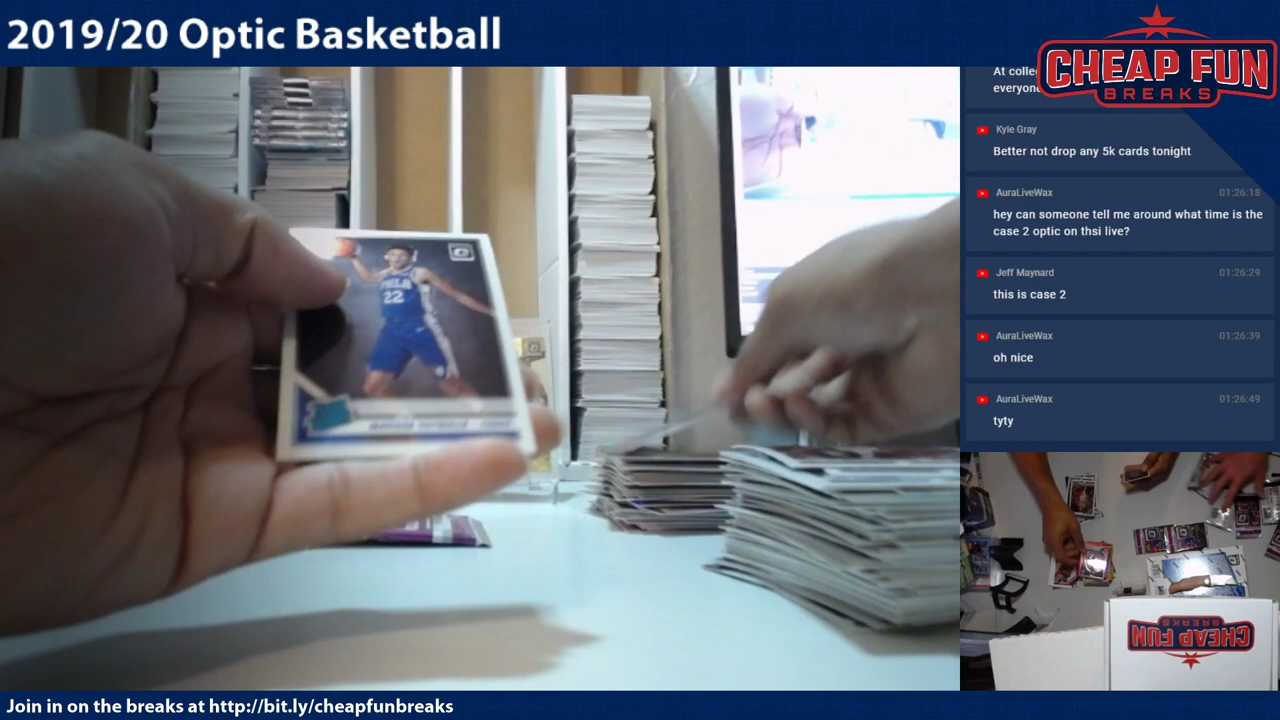 2019/20 Optic Basketball
CHEAP FUN
BREAKS
At colle
everyone
Kyle Gray
Better not drop any 5k cards tonight
AuraLiveWax 01:26:18
hey can someone tell me around what time is the
case 2 optic on thsi live?
Jeff Maynard 01:26:29
this is case 2
AuraLiveWax 01:26:39
oh nice
AuraLiveWax 01:26:49
tyty
PHILA
22
CHEAP FUN
BREAKS
Join in on the breaks at http://bit.ly/cheapfunbreaks